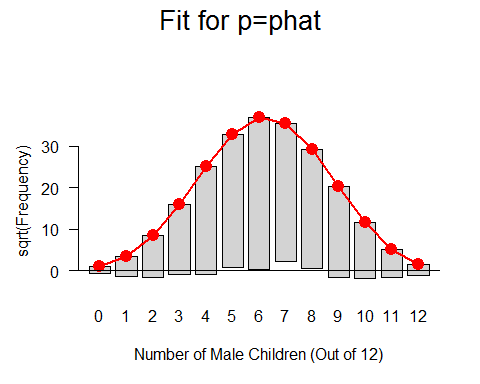 Fit for p=phat
sqrt(Frequency)
30
20
10
0
0 1 2 3 4 5 6 7 8 9 10 11 12
Number of Male Children (Out of 12)